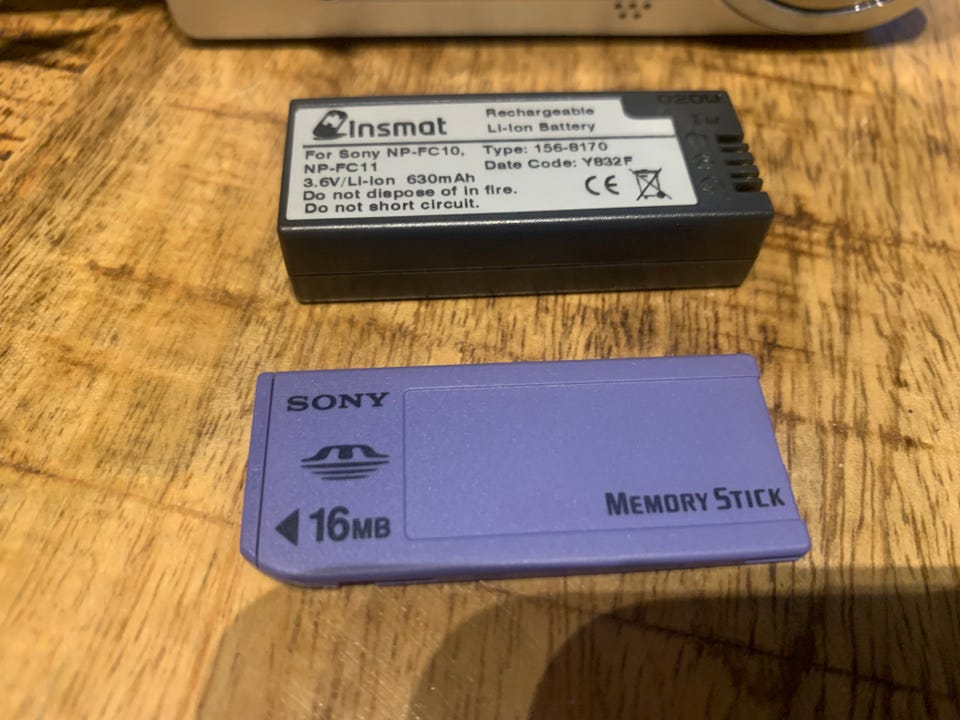 Linsmat
Rechargeable
Li-Ion Battery
For Sony NP-FC10,
NP-FC11
3.6V/Li-Ion 630mAh
Do not dispose of in fire.
Do not short circuit.
Type: 156-8170
Date Code: Y832F
CE
SONY
16MB
MEMORY STICK